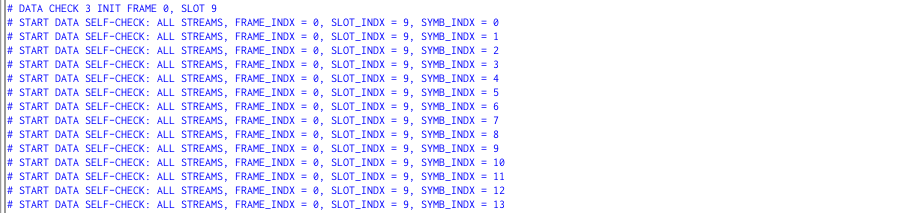 # DATA CHECK 3 INIT FRAME 0, SLOT 9
# START DATA SELF-CHECK: ALL STREAMS, FRAME_INDX = 0, SLOT_INDX = 9, SYMB_INDX = 0
# START DATA SELF-CHECK: ALL STREAMS, FRAME_INDX = 0, SLOT_INDX = 9, SYMB_INDX = 1
# START DATA SELF-CHECK: ALL STREAMS, FRAME_INDX = 0, SLOT_INDX = 9, SYMB_INDX = 2
# START DATA SELF-CHECK: ALL STREAMS, FRAME_INDX = 0, SLOT_INDX = 9, SYMB_INDX = 3
# START DATA SELF-CHECK: ALL STREAMS, FRAME_INDX = 0, SLOT_INDX = 9, SYMB_INDX = 4
# START DATA SELF-CHECK: ALL STREAMS, FRAME_INDX = 0, SLOT_INDX = 9, SYMB_INDX = 5
# START DATA SELF-CHECK: ALL STREAMS, FRAME_INDX = 0, SLOT_INDX = 9, SYMB_INDX = 6
# START DATA SELF-CHECK: ALL STREAMS, FRAME_INDX = 0, SLOT_INDX = 9, SYMB_INDX = 7
# START DATA SELF-CHECK: ALL STREAMS, FRAME_INDX = 0, SLOT_INDX = 9, SYMB_INDX = 8
# START DATA SELF-CHECK: ALL STREAMS, FRAME_INDX = 0, SLOT_INDX = 9, SYMB_INDX = 9
# START DATA SELF-CHECK: ALL STREAMS, FRAME_INDX = 0, SLOT_INDX = 9, SYMB_INDX = 10
# START DATA SELF-CHECK: ALL STREAMS, FRAME_INDX = 0, SLOT_INDX = 9, SYMB_INDX = 11
# START DATA SELF-CHECK: ALL STREAMS, FRAME_INDX = 0, SLOT_INDX = 9, SYMB_INDX = 12
# START DATA SELF-CHECK: ALL STREAMS, FRAME_INDX = 0, SLOT_INDX = 9, SYMB_INDX = 13